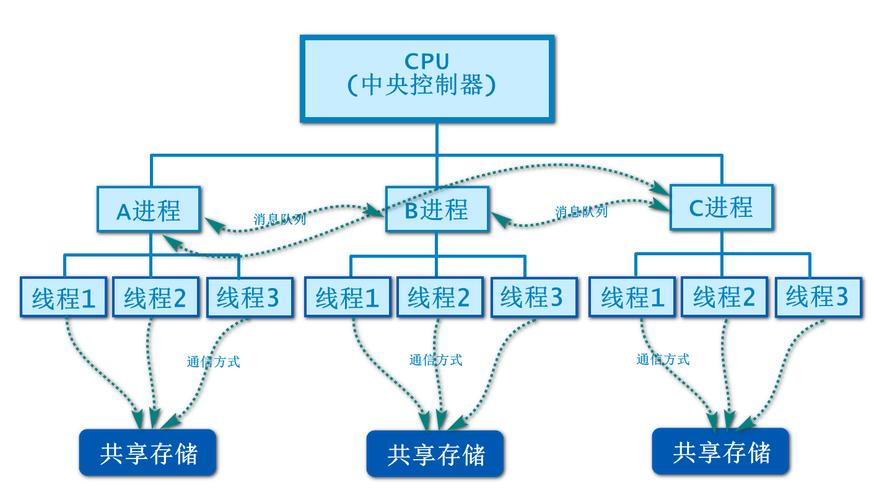 CPU
(中央控制器)
A进程
消息队列
B进程
消息队列
C进程
线程1
线程2
线程3
线程1
线程2
线程3
线程1
线程2
线程3
通信方式
通信方式
通信方式
共享存储
共享存储
共享存储